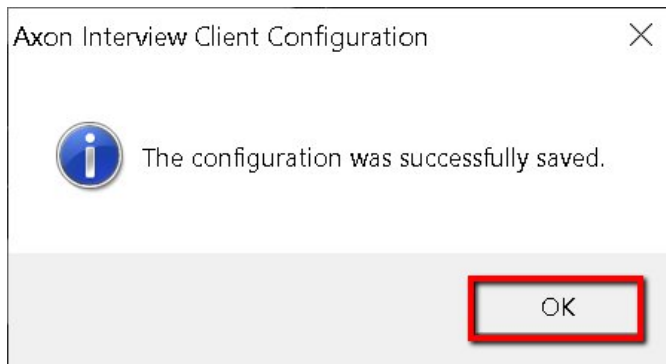 Axon Interview Client Configuration
The configuration was successfully saved.
OK